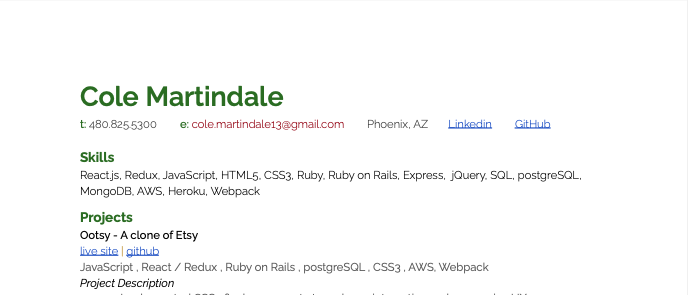 Cole Martindale
t: 480.825.5300 e: cole.martindale13@gmail.com Phoenix, AZ Linkedin GitHub
Skills
React.js, Redux, JavaScript, HTML5, CSS3, Ruby, Ruby on Rails, Express, jQuery, SQL, postgreSQL,
MongoDB, AWS, Heroku, Webpack
Projects
Ootsy - A clone of Etsy
live site | github
JavaScript , React / Redux , Ruby on Rails , postgreSQL , CSS3 , AWS, Webpack
Project Description